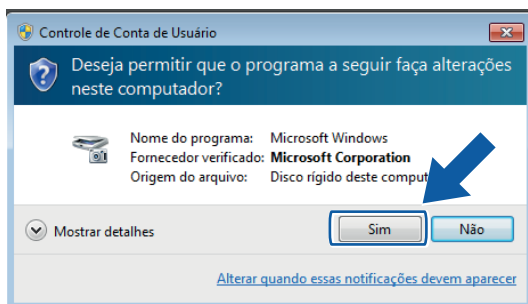 Controle de Conta de Usuário
Deseja permitir que o programa a seguir faça alterações
neste computador?
Nome do programa: Microsoft Windows
Fornecedor verificado: Microsoft Corporation
Origem do arquivo: Disco rígido deste
Mostrar detalhes
Sim
Não
Alterar quando essas notificações devem aparecer